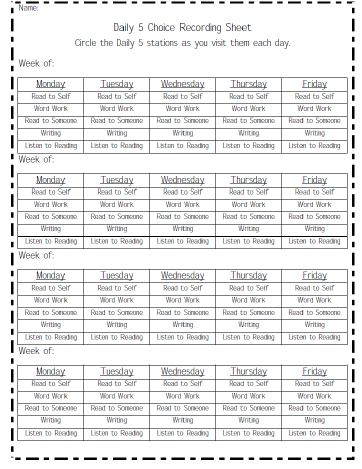 Name:
Daily 5 Choice Recording Sheet
Circle the Daily 5 stations as you visit them each day.
Week of:
Monday Tuesday Wednesday Thursday Friday
Read to Self Read to Self Read to Self Read to Self Read to Self
Word Work Word Work Word Work Word Work Word Work
Read to Someone Read to Someone Read to Someone Read to Someone Read to Someone
Writing Writing Writing Writing Writing
Listen to Reading Listen to Reading Listen to Reading Listen to Reading Listen to Reading
Week of:
Monday Tuesday Wednesday Thursday Friday
Read to Self Read to Self Read to Self Read to Self Read to Self
Word Work Word Work Word Work Word Work Word Work
Read to Someone Read to Someone Read to Someone Read to Someone Read to Someone
Writing Writing Writing Writing Writing
Listen to Reading Listen to Reading Listen to Reading Listen to Reading Listen to Reading
Week of:
Monday Tuesday Wednesday Thursday Friday
Read to Self Read to Self Read to Self Read to Self Read to Self
Word Work Word Work Word Work Word Work Word Work
Read to Someone Read to Someone Read to Someone Read to Someone Read to Someone
Writing Writing Writing Writing Writing
Listen to Reading Listen to Reading Listen to Reading Listen to Reading Listen to Reading
Week of:
Monday Tuesday Wednesday Thursday Friday
Read to Self Read to Self Read to Self Read to Self Read to Self
Word Work Word Work Word Work Word Work Word Work
Read to Someone Read to Someone Read to Someone Read to Someone Read to Someone
Writing Writing Writing Writing Writing
Listen to Reading Listen to Reading Listen to Reading Listen to Reading Listen to Reading